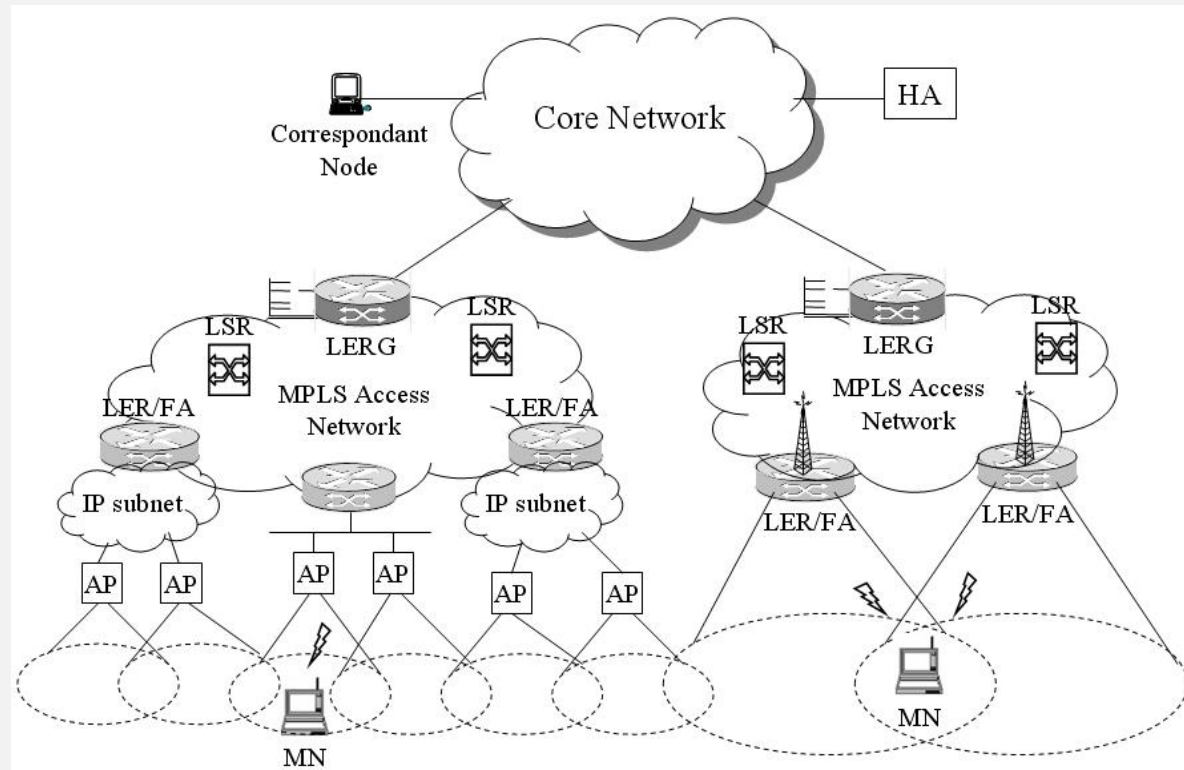 Core Network
HA
Correspondant
Node
LSR
LERG
LSR
MPLS Access
Network
LER/FA
LER/FA
IP subnet
IP subnet
AP
AP
AP
AP
AP
AP
MN
LSR
LERG
LSR
MPLS Access
Network
LER/FA
LER/FA
MN